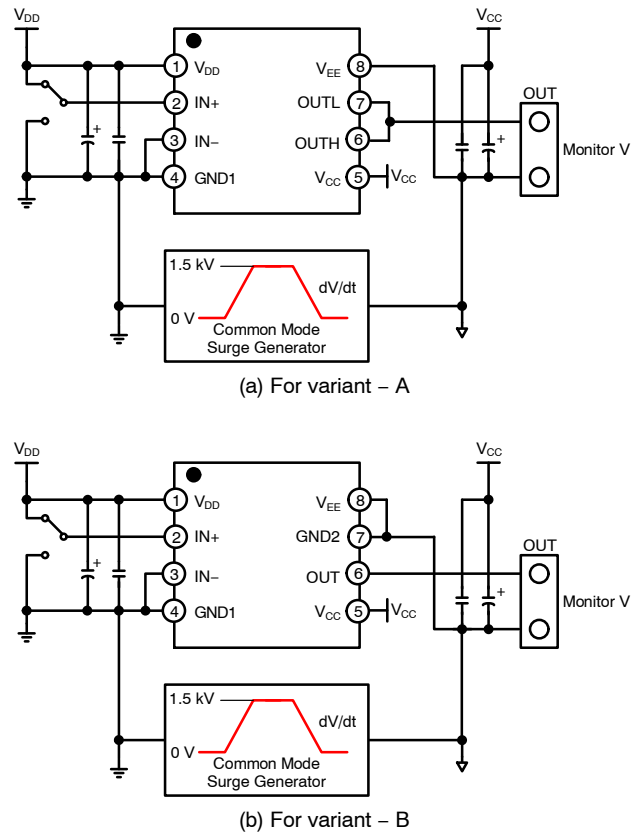 VDD
VCC
1 VDD
VEE 8
OUT
2 IN+
OUTL 7
Monitor V
3 IN−
OUTH 6
4 GND1
VCC 5 VCC
1.5 kV
dV/dt
0 V
Common Mode
Surge Generator
(a) For variant − A
VDD
VCC
1 VDD
VEE 8
OUT
2 IN+
GND2 7
3 IN−
OUT 6
Monitor V
4 GND1
VCC 5 VCC
1.5 kV
dV/dt
0 V
Common Mode
Surge Generator
(b) For variant − B
+
+
+
+